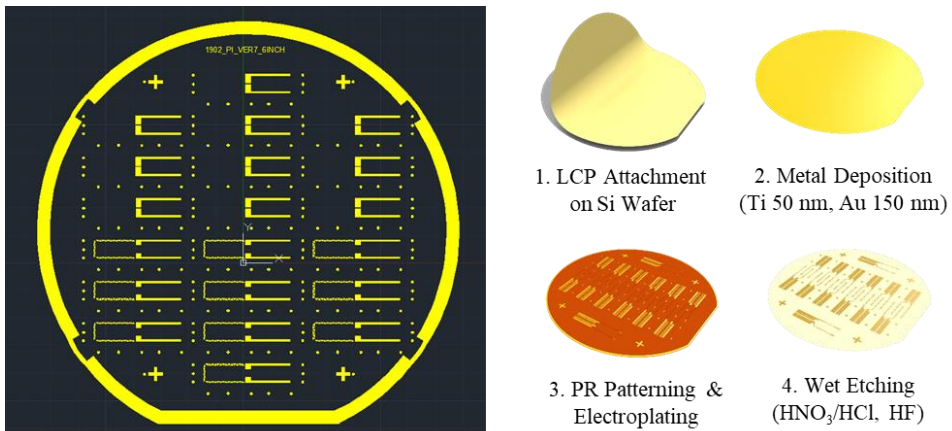 1902_PI_VER7_6INCH
Y
X
1. LCP Attachment
on Si Wafer
2. Metal Deposition
(Ti 50 nm, Au 150 nm)
3. PR Patterning &
Electroplating
4. Wet Etching
(HNO₃/HCl, HF)